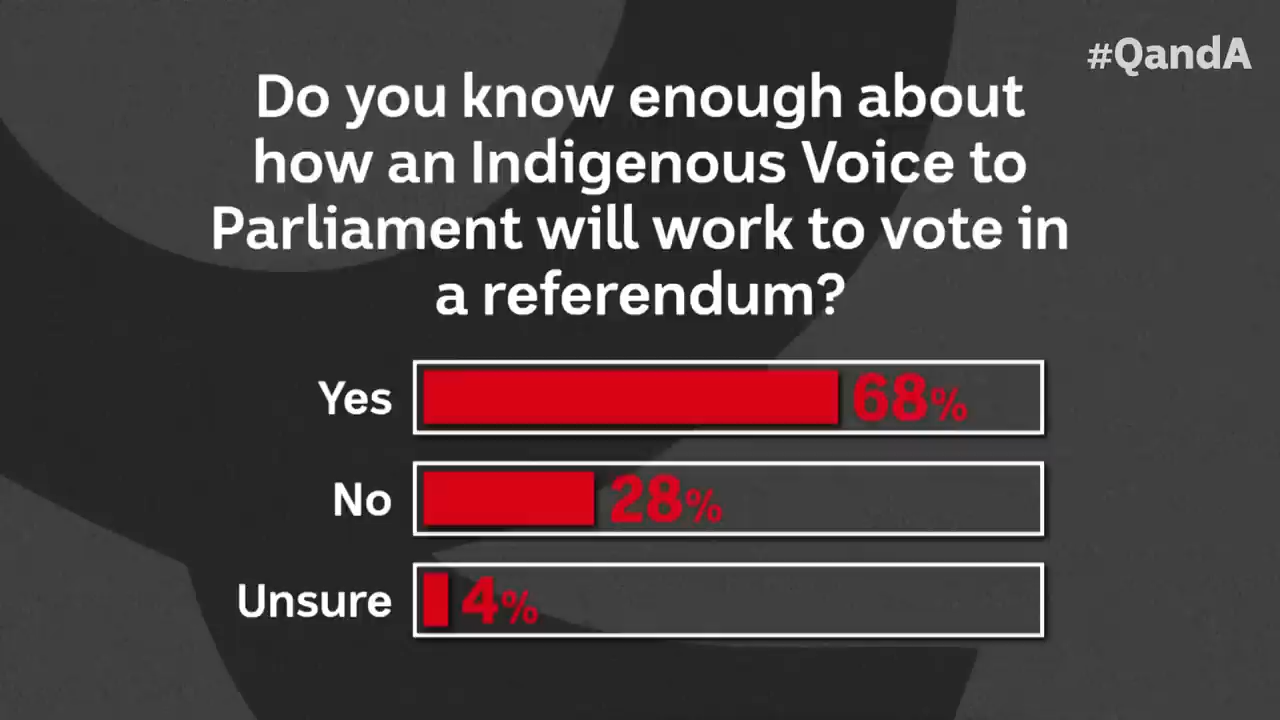 #QandA
Do you know enough about
how an Indigenous Voice to
Parliament will work to vote in
a referendum?
Yes 68%
No 28%
Unsure 4%